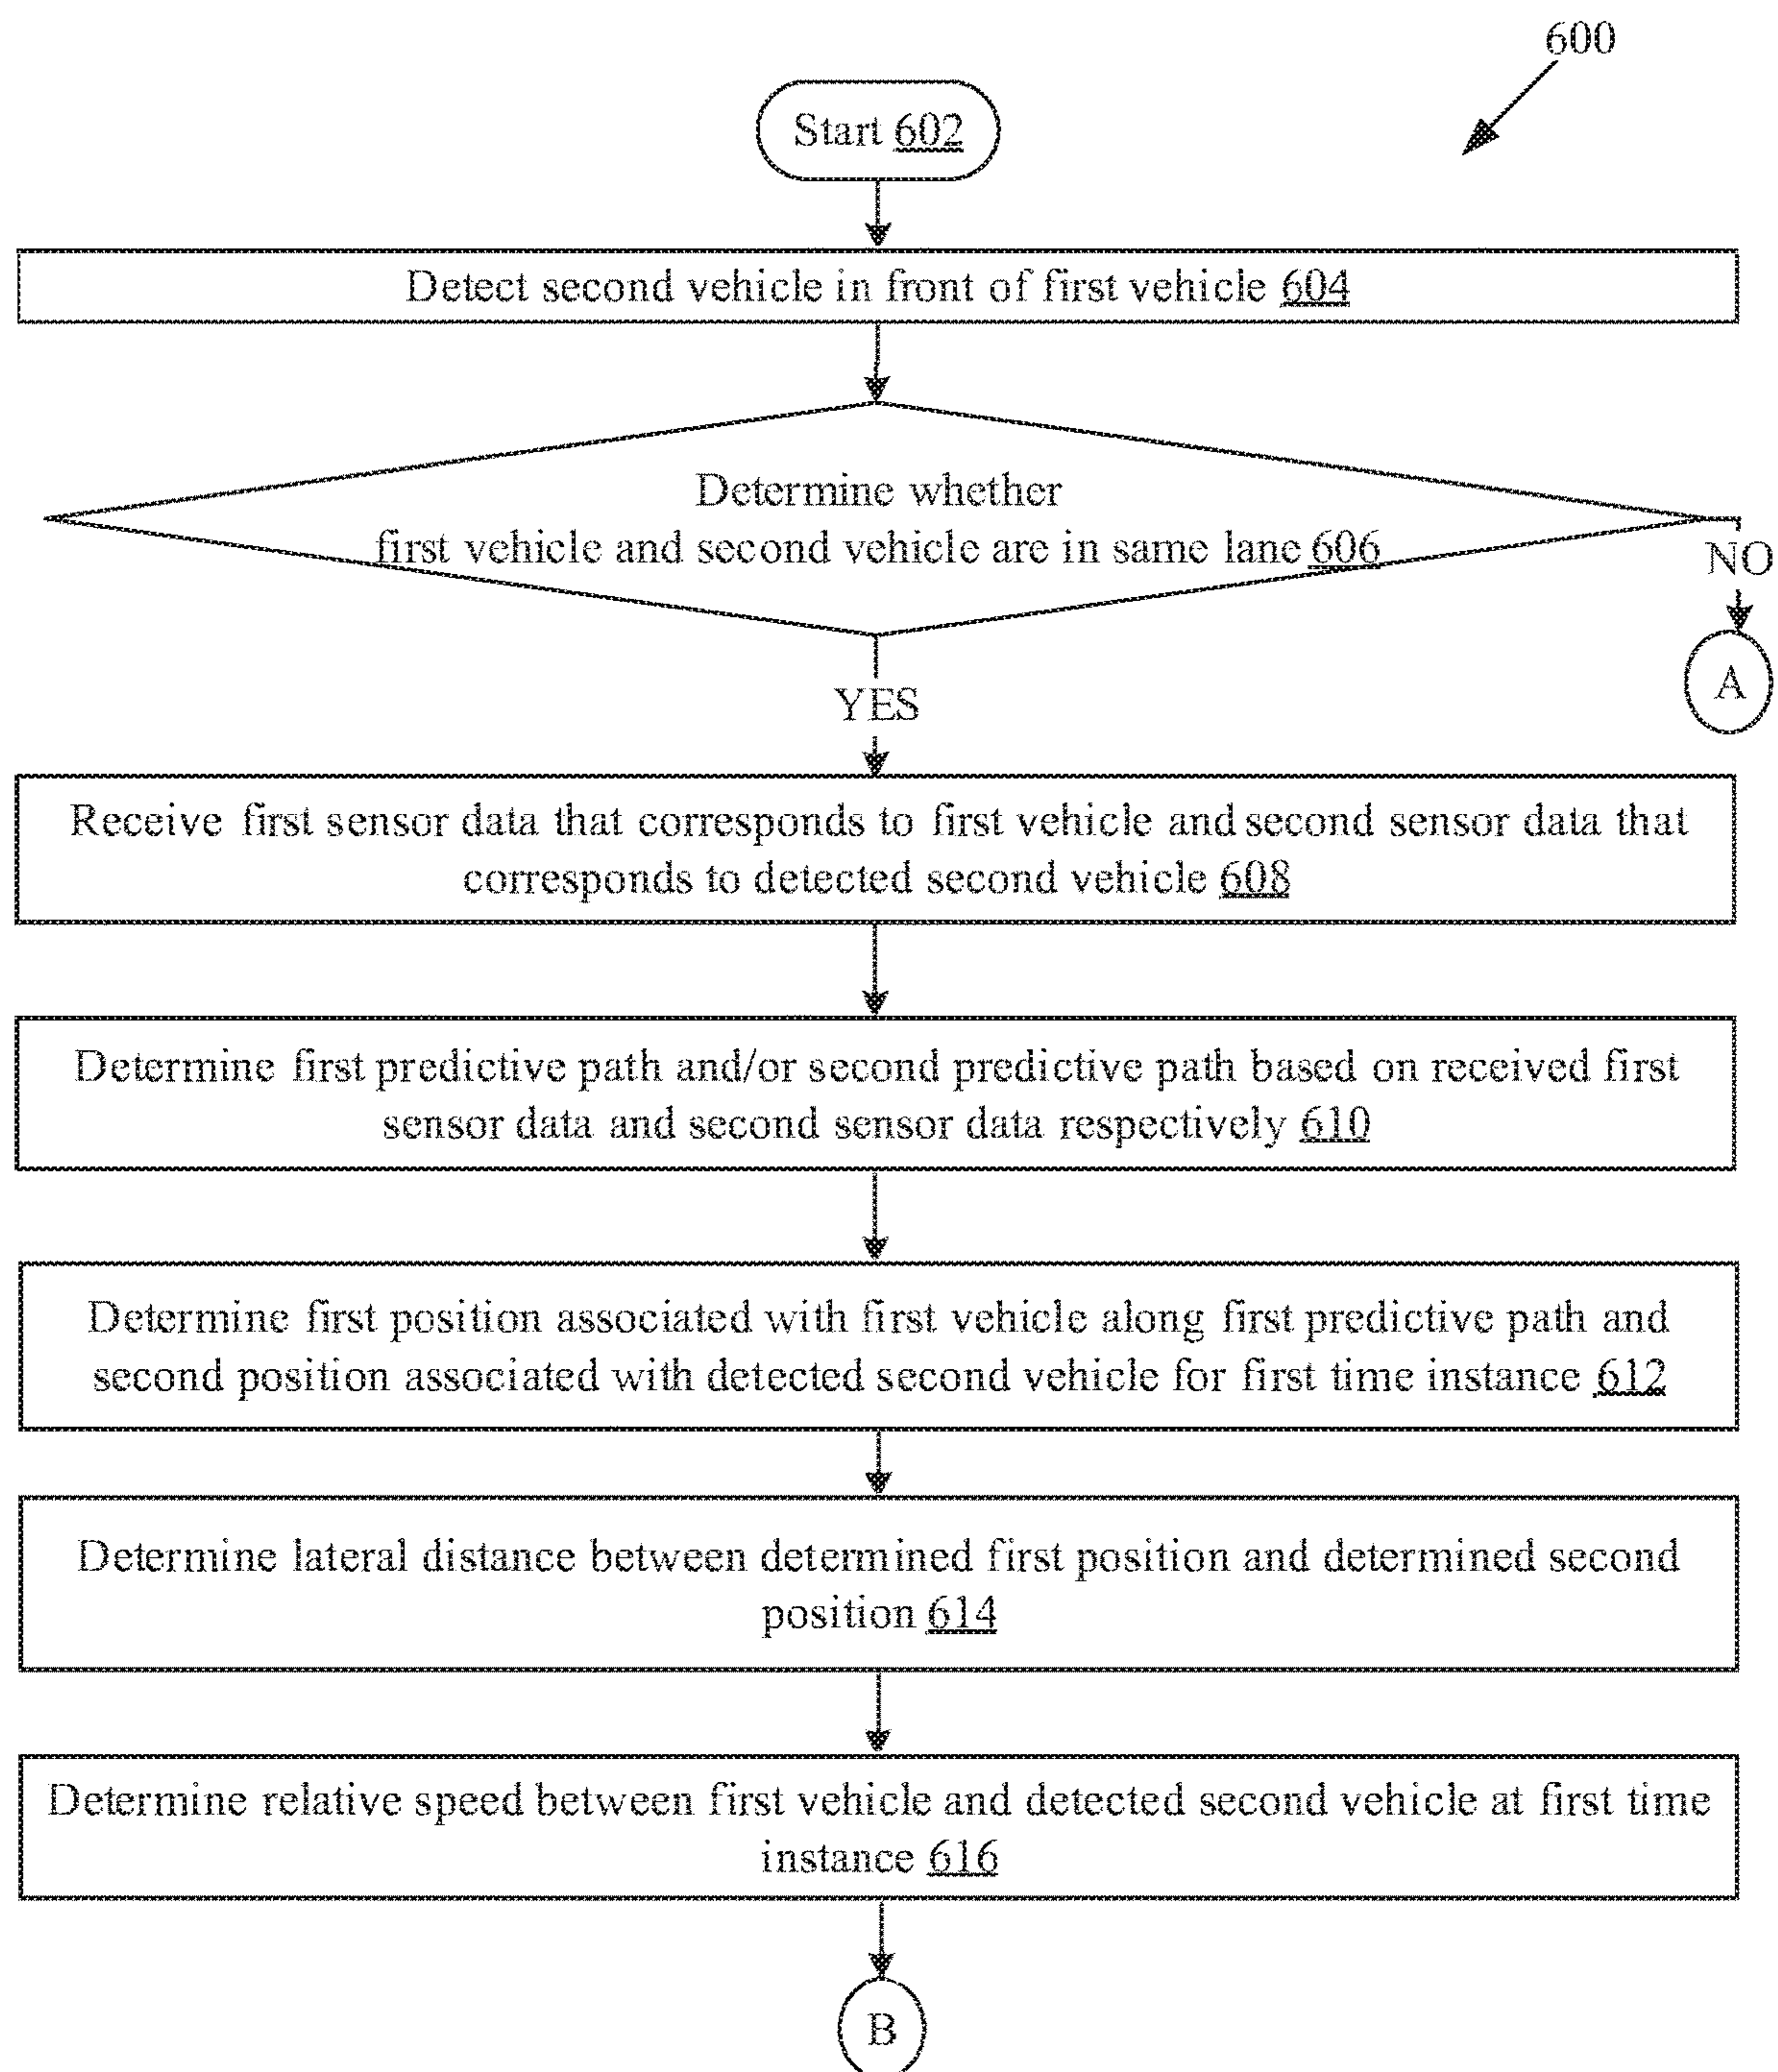 600
Start 602
Detect second vehicle in front of first vehicle 604
Determine whether
first vehicle and second vehicle are in same lane 606
NO
A
YES
Receive first sensor data that corresponds to first vehicle and second sensor data that
corresponds to detected second vehicle 608
Determine first predictive path and/or second predictive path based on received first
sensor data and second sensor data respectively 610
Determine first position associated with first vehicle along first predictive path and
second position associated with detected second vehicle for first time instance 612
Determine lateral distance between determined first position and determined second
position 614
Determine relative speed between first vehicle and detected second vehicle at first time
instance 616
B